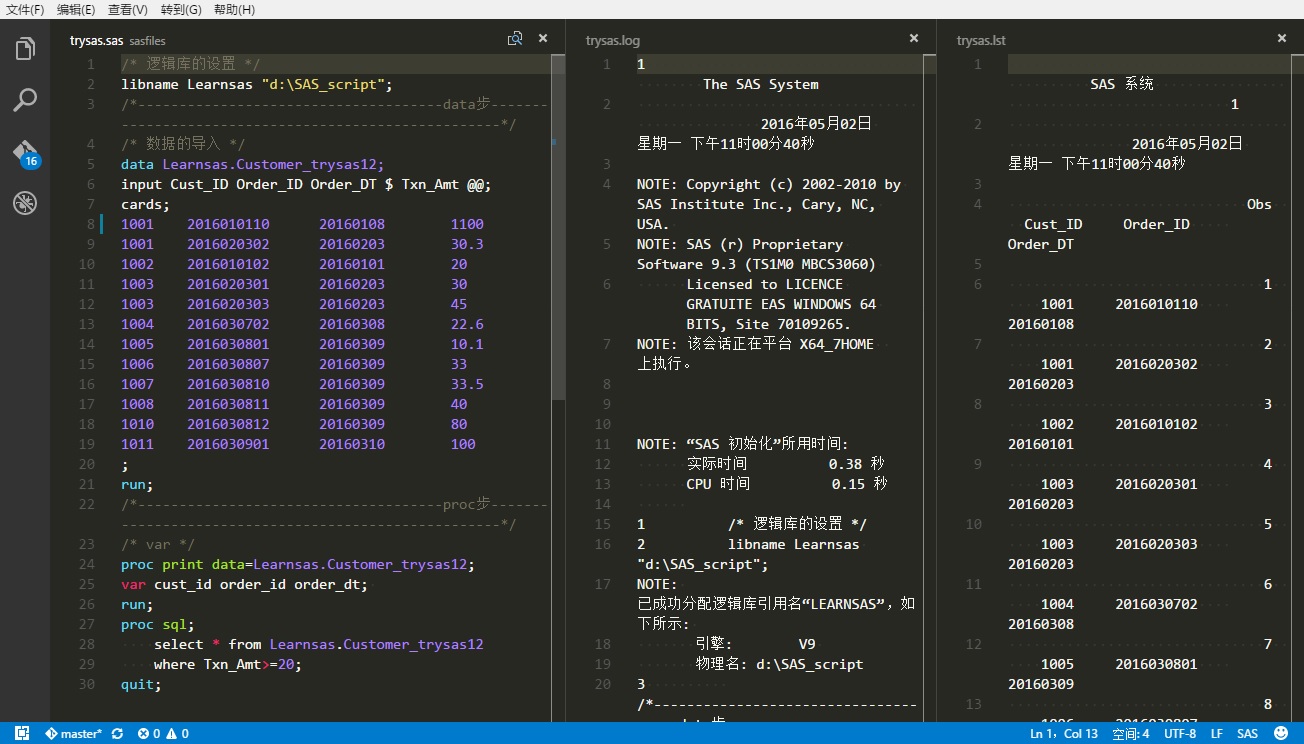 文件(F) 编辑(E) 查看(V) 转到(G) 帮助(H)
trysas.sas sasfiles
1 /* 逻辑库的设置 */
2 libname Learnsas "d:\SAS_script";
3 /*-------------------------------------data步-------
----------------------------------------------*/
4 /* 数据的导入 */
5 data Learnsas.Customer_trysas12;
6 input Cust_ID Order_ID Order_DT $ Txn_Amt @@;
7 cards;
8 1001 2016010110 20160108 1100
9 1001 2016020302 20160203 30.3
10 1002 2016010102 20160101 20
11 1003 2016020301 20160203 30
12 1003 2016020303 20160203 45
13 1004 2016030702 20160308 22.6
14 1005 2016030801 20160309 10.1
15 1006 2016030807 20160309 33
16 1007 2016030810 20160309 33.5
17 1008 2016030811 20160309 40
18 1010 2016030812 20160309 80
19 1011 2016030901 20160310 100
20 ;
21 run;
22 /*-------------------------------------proc步-------
----------------------------------------------*/
23 /* var */
24 proc print data=Learnsas.Customer_trysas12;
25 var cust_id order_id order_dt;
26 run;
27 proc sql;
28 select * from Learnsas.Customer_trysas12
29 where Txn_Amt>=20;
30 quit;
trysas.log
1 1
The SAS System
2
2016年05月02日
星期一 下午11时00分40秒
3
4 NOTE: Copyright (c) 2002-2010 by
SAS Institute Inc., Cary, NC,
USA.
5 NOTE: SAS (r) Proprietary
Software 9.3 (TS1M0 MBCS3060)
6 Licensed to LICENCE
GRATUITE EAS WINDOWS 64
BITS, Site 70109265.
7 NOTE: 该会话正在平台 X64_7HOME
上执行。
8
9
10
11 NOTE: “SAS 初始化”所用时间:
12 实际时间 0.38 秒
13 CPU 时间 0.15 秒
14
15 1 /* 逻辑库的设置 */
16 2 libname Learnsas
"d:\SAS_script";
17 NOTE:
已成功分配逻辑库引用名“LEARNSAS”，如
下所示:
18 引擎: V9
19 物理名: d:\SAS_script
20 3
/*--------------------------------
trysas.lst
1
SAS 系统
1
2
2016年05月02日
星期一 下午11时00分40秒
3
4 Obs
Cust_ID Order_ID
Order_DT
5
6 1
1001 2016010110
20160108
7 2
1001 2016020302
20160203
8 3
1002 2016010102
20160101
9 4
1003 2016020301
20160203
10 5
1003 2016020303
20160203
11 6
1004 2016030702
20160308
12 7
1005 2016030801
20160309
13 8
16
master* 0 0
Ln 1, Col 13 空间: 4 UTF-8 LF SAS